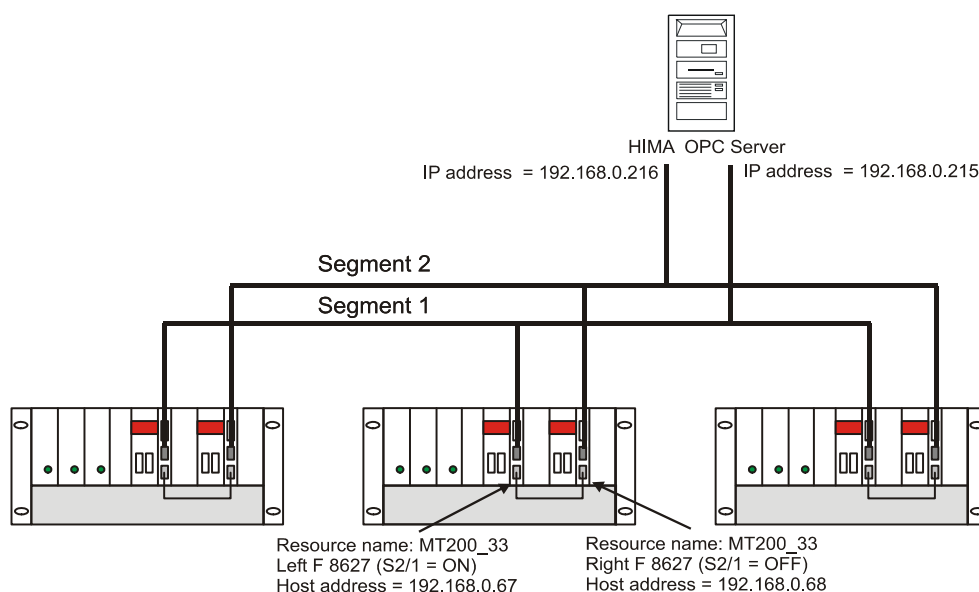 HIMA OPC Server
IP address = 192.168.0.216
IP address = 192.168.0.215
Segment 2
Segment 1
Resource name: MT200_33
Left F 8627 (S2/1 = ON)
Host address = 192.168.0.67
Resource name: MT200_33
Right F 8627 (S2/1 = OFF)
Host address = 192.168.0.68